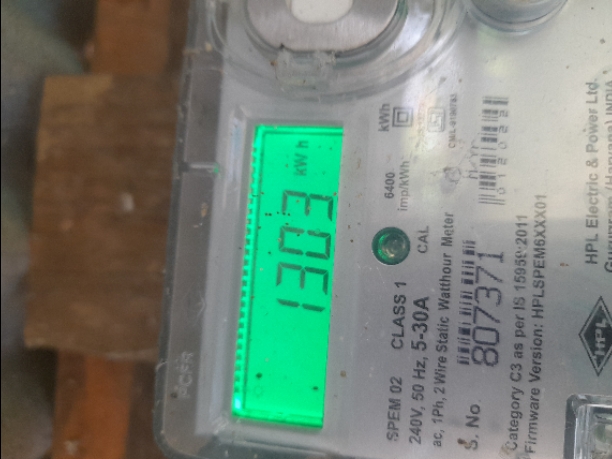 1303 kWh
6400
imp/kWh
kWh
CAL
SPEM 02 CLASS 1
240V, 50 Hz, 5-30A
ac, 1Ph, 2 Wire Static Watthour Meter
S. No 807371
Category C3 as per IS 15959:2011
Firmware Version: HPLSPEM6XXX01
HPL
HPL Electric & Power Ltd.